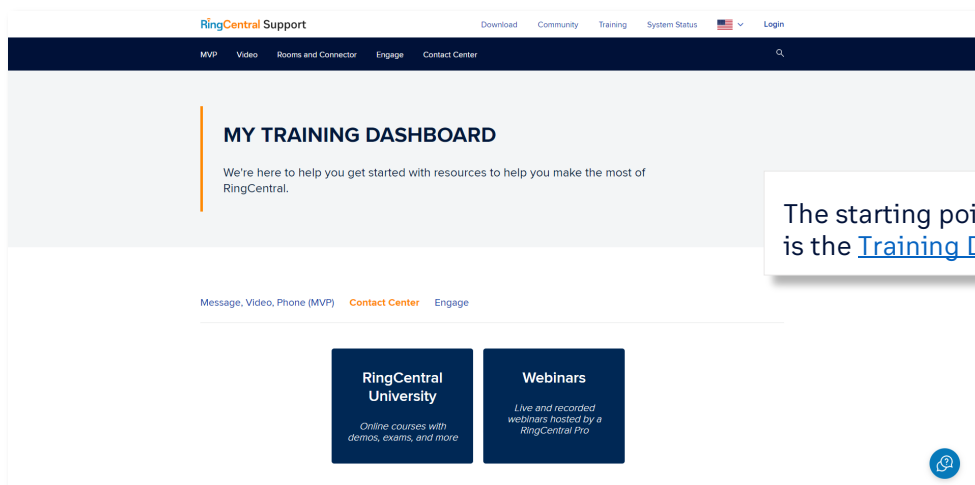 RingCentral Support
Download Community Training System Status Login
MVP Video Rooms and Connector Engage Contact Center
MY TRAINING DASHBOARD
We're here to help you get started with resources to help you make the most of
RingCentral.
The starting
is the Training
Message, Video, Phone (MVP) Contact Center Engage
RingCentral
University
Online courses with
demos, exams, and more
Webinars
Live and recorded
webinars hosted by a
RingCentral Pro